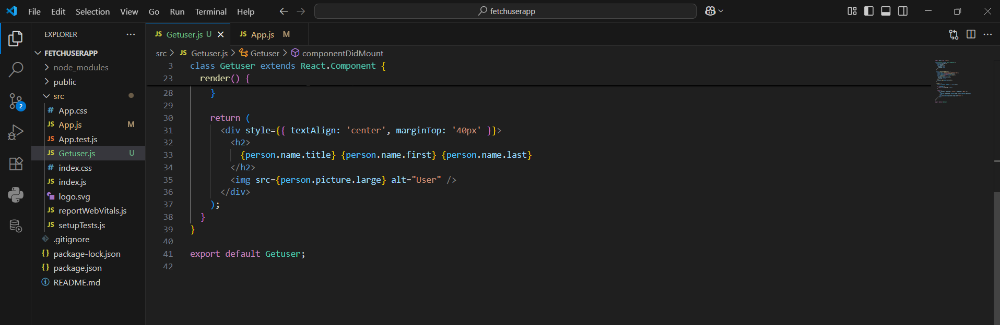 File Edit Selection View Go Run Terminal Help
fetchuserapp
EXPLORER
Getuser.js U
App.js M
FETCHUSERAPP
node_modules
public
src
App.css
App.js M
App.test.js
Getuser.js U
index.css
index.js
logo.svg
reportWebVitals.js
setupTests.js
.gitignore
package-lock.json
package.json
README.md
2
src > JS Getuser.js > Getuser > componentDidMount
3 class Getuser extends React.Component {
23 render() {
28 }
29
30 return (
31 <div style={{ textAlign: 'center', marginTop: '40px' }}>
32 <h2>
33 {person.name.title} {person.name.first} {person.name.last}
34 </h2>
35 <img src={person.picture.large} alt="User" />
36 </div>
37 );
38 }
39 }
40
41 export default Getuser;
42